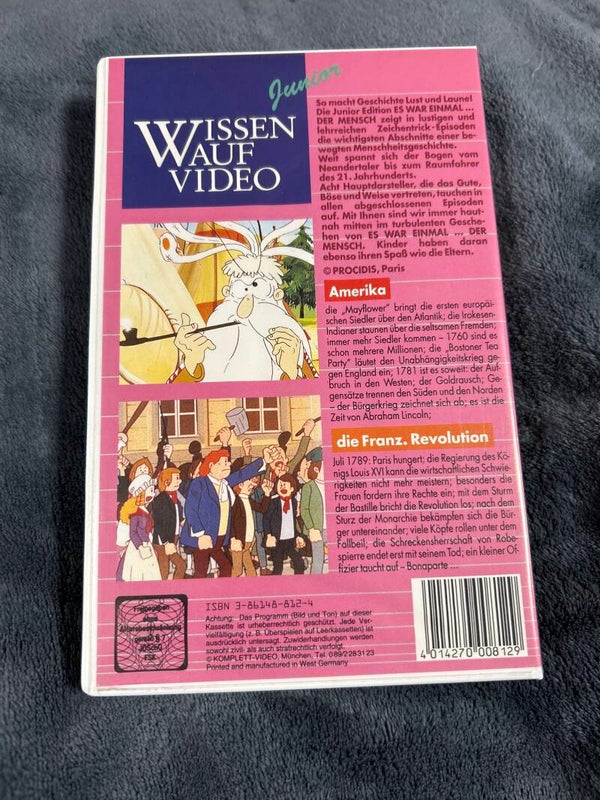 Junior
WISSEN
AUF
VIDEO
So macht Geschichte Lust und Laune!
Die Junior Edition ES WAR EINMAL ...
DER MENSCH zeigt in lustigen und
lehrreichen Zeichentrick-Episoden
die wichtigsten Abschnitte einer be-
wegten Menschheitsgeschichte.
Weit spannt sich der Bogen vom
Neandertaler bis zum Raumfahrer
des 21. Jahrhunderts.
Acht Hauptdarsteller, die das Gute,
Böse und Weise vertreten, tauchen in
allen abgeschlossenen Episoden
auf. Mit Ihnen sind wir immer haut-
nah mitten im turbulenten Gesche-
hen von ES WAR EINMAL ... DER
MENSCH. Kinder haben daran
ebenso ihren Spaß wie die Eltern.
© PROCIDIS, Paris
Amerika
die „Mayflower" bringt die ersten europäi-
schen Siedler über den Atlantik; die Irokesen-
Indianer staunen über die seltsamen Fremden;
immer mehr Siedler kommen – 1760 sind es
schon mehrere Millionen; die „Bostoner Tea
Party" läutet den Unabhängigkeitskrieg ge-
gen England ein; 1781 ist es soweit: der Auf-
bruch in den Westen; der Goldrausch; Ge-
gensätze trennen den Süden und den Norden
– der Bürgerkrieg zeichnet sich ab; es ist die
Zeit von Abraham Lincoln;
die Franz. Revolution
Juli 1789: Paris hungert: die Regierung des Kö-
nigs Louis XVI kann die wirtschaftlichen Schwie-
rigkeiten nicht mehr meistern; besonders die
Frauen fordern ihre Rechte ein; mit dem Sturm
der Bastille bricht die Revolution los; nach dem
Sturz der Monarchie bekämpfen sich die Bür-
ger untereinander; viele Köpfe rollen unter dem
Fallbeil; die Schreckensherrschaft von Robe-
spierre endet erst mit seinem Tod; ein kleiner Of-
fizier taucht auf – Bonaparte ...
ISBN 3-86148-812-4
Achtung: Das Programm (Bild und Ton) auf dieser
Kassette ist urheberrechtlich geschützt. Jede Ver-
vielfältigung (z. B. Überspielen auf Leerkassetten) ist
ausdrücklich untersagt. Zuwiderhandlungen werden
sowohl zivil- als auch strafrechtlich verfolgt.
© KOMPLETT-VIDEO, München, Tel. 089/2283123
Printed and manufactured in West Germany
Freigegeben
ohne
Altersbeschränkung
gemäß §
JÖSchG
FSK
4 014270 008129